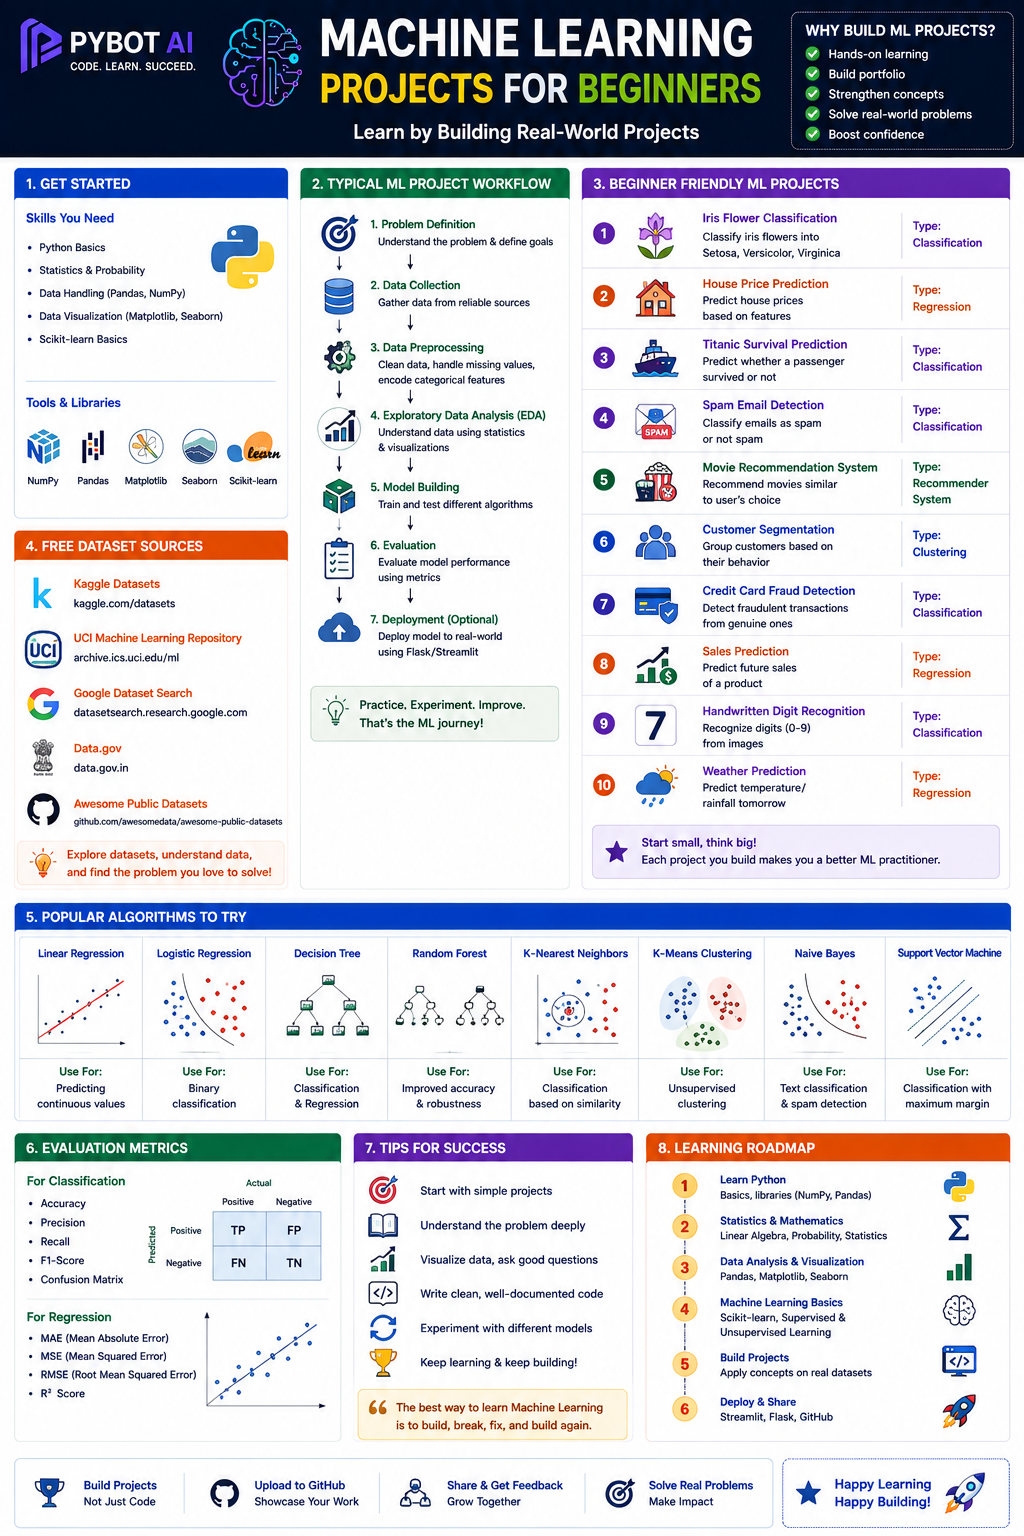 PYBOT AI
CODE. LEARN. SUCCEED.
MACHINE LEARNING
PROJECTS FOR BEGINNERS
Learn by Building Real-World Projects
WHY BUILD ML PROJECTS?
Hands-on learning
Build portfolio
Strengthen concepts
Solve real-world problems
Boost confidence
1. GET STARTED
Skills You Need
• Python Basics
• Statistics & Probability
• Data Handling (Pandas, NumPy)
• Data Visualization (Matplotlib, Seaborn)
• Scikit-learn Basics
Tools & Libraries
learn
NumPy
Pandas
Matplotlib
Seaborn
Scikit-learn
2. TYPICAL ML PROJECT WORKFLOW
1. Problem Definition
Understand the problem & define goals
2. Data Collection
Gather data from reliable sources
3. Data Preprocessing
Clean data, handle missing values,
encode categorical features
4. Exploratory Data Analysis (EDA)
Understand data using statistics
& visualizations
5. Model Building
Train and test different algorithms
6. Evaluation
Evaluate model performance
using metrics
7. Deployment (Optional)
Deploy model to real-world
using Flask/Streamlit
Practice. Experiment. Improve.
That's the ML journey!
3. BEGINNER FRIENDLY ML PROJECTS
1
Iris Flower Classification
Classify iris flowers into
Setosa, Versicolor, Virginica
Type:
Classification
2
House Price Prediction
Predict house prices
based on features
Type:
Regression
3
Titanic Survival Prediction
Predict whether a passenger
survived or not
Type:
Classification
4
SPAM
Spam Email Detection
Classify emails as spam
or not spam
Type:
Classification
5
Movie Recommendation System
Recommend movies similar
to user's choice
Type:
Recommender
System
6
Customer Segmentation
Group customers based on
their behavior
Type:
Clustering
7
Credit Card Fraud Detection
Detect fraudulent transactions
from genuine ones
Type:
Classification
8
Sales Prediction
Predict future sales
of a product
Type:
Regression
9
7
Handwritten Digit Recognition
Recognize digits (0-9)
from images
Type:
Classification
10
Weather Prediction
Predict temperature/
rainfall tomorrow
Type:
Regression
Start small, think big!
Each project you build makes you a better ML practitioner.
4. FREE DATASET SOURCES
k
Kaggle Datasets
kaggle.com/datasets
UCI
UCI Machine Learning Repository
archive.ics.uci.edu/ml
G
Google Dataset Search
datasetsearch.research.google.com
Data.gov
data.gov.in
Awesome Public Datasets
github.com/awesomedata/awesome-public-datasets
Explore datasets, understand data,
and find the problem you love to solve!
5. POPULAR ALGORITHMS TO TRY
Linear Regression
Use For:
Predicting
continuous values
Logistic Regression
Use For:
Binary
classification
Decision Tree
Use For:
Classification
& Regression
Random Forest
Use For:
Improved accuracy
& robustness
K-Nearest Neighbors
Use For:
Classification
based on similarity
K-Means Clustering
Use For:
Unsupervised
clustering
Naive Bayes
Use For:
Text classification
& spam detection
Support Vector Machine
Use For:
Classification with
maximum margin
6. EVALUATION METRICS
For Classification
• Accuracy
• Precision
• Recall
• F1-Score
• Confusion Matrix
Actual
Positive Negative
Predicted
Positive TP FP
Negative FN TN
For Regression
• MAE (Mean Absolute Error)
• MSE (Mean Squared Error)
• RMSE (Root Mean Squared Error)
• R² Score
7. TIPS FOR SUCCESS
Start with simple projects
Understand the problem deeply
Visualize data, ask good questions
</> Write clean, well-documented code
Experiment with different models
Keep learning & keep building!
“ The best way to learn Machine Learning
is to build, break, fix, and build again.
8. LEARNING ROADMAP
1
Learn Python
Basics, libraries (NumPy, Pandas)
2
Statistics & Mathematics
Linear Algebra, Probability, Statistics
Σ
3
Data Analysis & Visualization
Pandas, Matplotlib, Seaborn
4
Machine Learning Basics
Scikit-learn, Supervised &
Unsupervised Learning
5
Build Projects
Apply concepts on real datasets
</>
6
Deploy & Share
Streamlit, Flask, GitHub
Build Projects
Not Just Code
Upload to GitHub
Showcase Your Work
Share & Get Feedback
Grow Together
Solve Real Problems
Make Impact
Happy Learning
Happy Building!